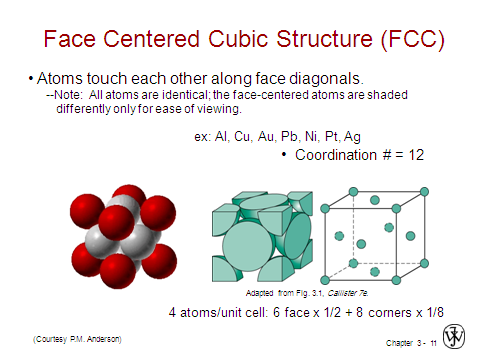 Face Centered Cubic Structure (FCC)
• Atoms touch each other along face diagonals.
--Note: All atoms are identical; the face-centered atoms are shaded
differently only for ease of viewing.
ex: Al, Cu, Au, Pb, Ni, Pt, Ag
• Coordination # = 12
Adapted from Fig. 3.1, Callister 7e.
4 atoms/unit cell: 6 face x 1/2 + 8 corners x 1/8
(Courtesy P.M. Anderson)
Chapter 3 - 11